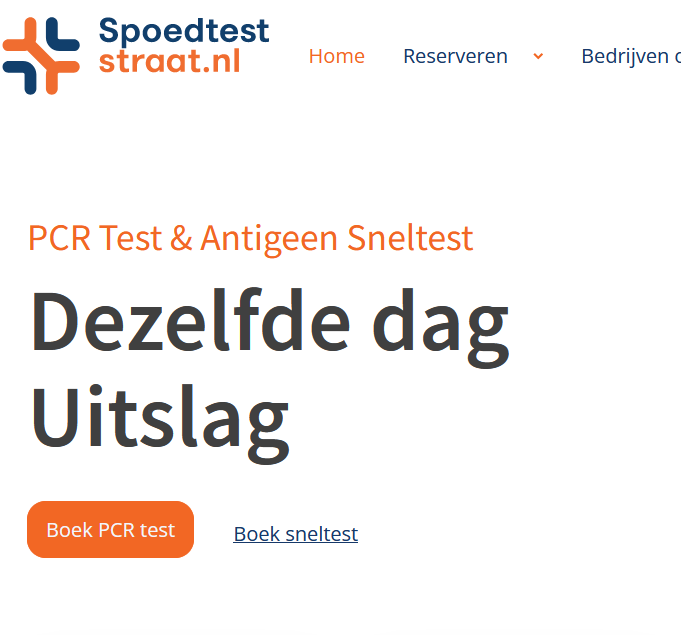 Spoedtest
straat.nl
Home Reserveren Bedrijven
PCR Test & Antigeen Sneltest
Dezelfde dag
Uitslag
Boek PCR test Boek sneltest